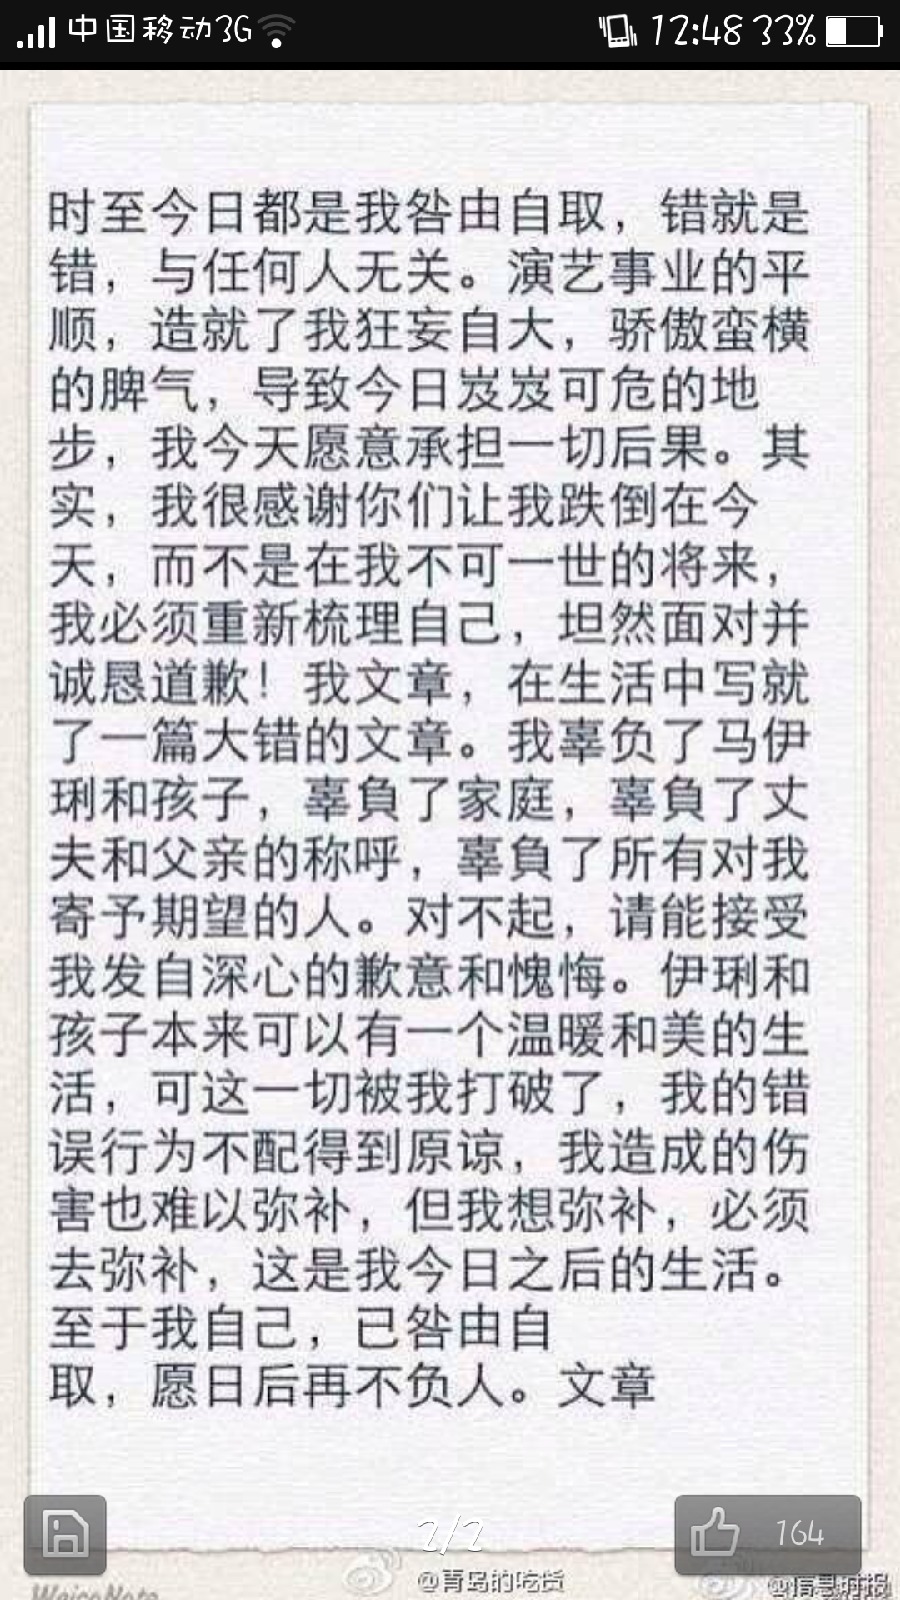 中国移动3G 12:48 33%
时至今日都是我咎由自取，错就是
错，与任何人无关。演艺事业的平
顺，造就了我狂妄自大，骄傲蛮横
的脾气，导致今日岌岌可危的地
步，我今天愿意承担一切后果。其
实，我很感谢你们让我跌倒在今
天，而不是在我不可一世的将来，
我必须重新梳理自己，坦然面对并
诚恳道歉！我文章，在生活中写就
了一篇大错的文章。我辜负了马伊
琍和孩子，辜負了家庭，辜負了丈
夫和父亲的称呼，辜負了所有对我
寄予期望的人。对不起，请能接受
我发自深心的歉意和愧悔。伊琍和
孩子本来可以有一个温暖和美的生
活，可这一切被我打破了，我的错
误行为不配得到原谅，我造成的伤
害也难以弥补，但我想弥补，必须
去弥补，这是我今日之后的生活。
至于我自己，已咎由自
取，愿日后再不负人。文章
2/2 164
WeicoNote @青岛的吃货 @信息时报